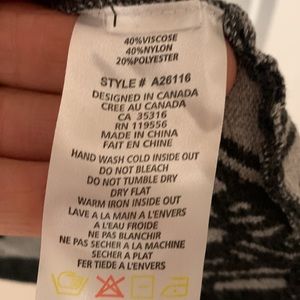 40%VISCOSE
40%NYLON
20%POLYESTER
STYLE # A26116
DESIGNED IN CANADA
CREE AU CANADA
CA 35316
RN 119556
MADE IN CHINA
FAIT EN CHINE
HAND WASH COLD INSIDE OUT
DO NOT BLEACH
DO NOT TUMBLE DRY
DRY FLAT
WARM IRON INSIDE OUT
LAVE A LA MAIN A L'ENVERS
A L'EAU FROIDE
NE PAS BLANCHIR
NE PAS SECHER A LA MACHINE
SECHER A PLAT
FER TIEDE A L'ENVERS